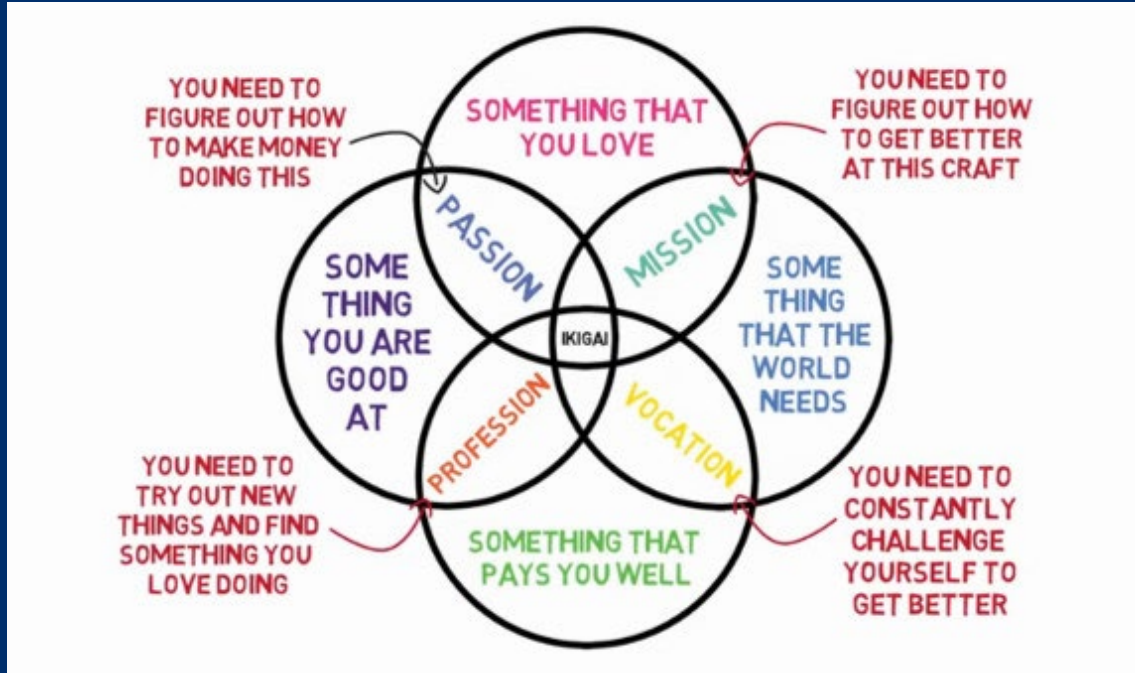 YOU NEED TO
FIGURE OUT HOW
TO MAKE MONEY
DOING THIS
SOMETHING THAT
YOU LOVE
YOU NEED TO
FIGURE OUT HOW
TO GET BETTER
AT THIS CRAFT
PASSION
MISSION
SOME
THING
YOU ARE
GOOD
AT
IKIGAI
SOME
THING
THAT THE
WORLD
NEEDS
PROFESSION
VOCATION
YOU NEED TO
TRY OUT NEW
THINGS AND FIND
SOMETHING YOU
LOVE DOING
SOMETHING THAT
PAYS YOU WELL
YOU NEED TO
CONSTANTLY
CHALLENGE
YOURSELF TO
GET BETTER